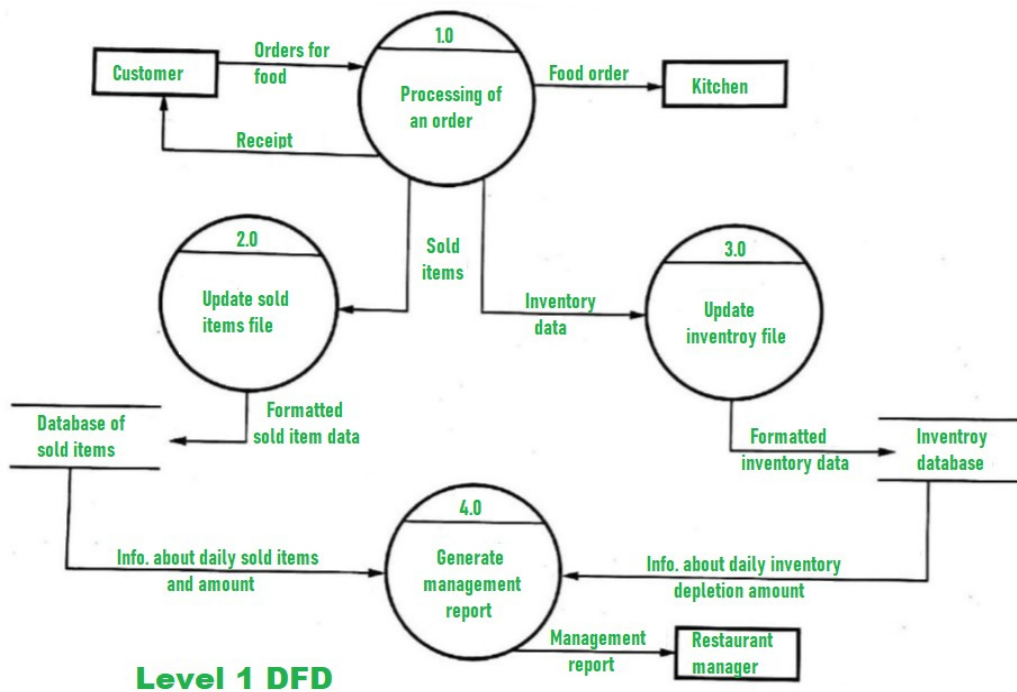 1.0
Orders for
food
Customer
Processing of
an order
Food order
Kitchen
Receipt
2.0
Sold
items
3.0
Update sold
items file
Inventory
data
Update
inventroy file
Database of
sold items
Formatted
sold item data
Formatted
inventory data
Inventroy
database
4.0
Info. about daily sold items
and amount
Generate
management
report
Info. about daily inventory
depletion amount
Management
report
Restaurant
manager
Level 1 DFD